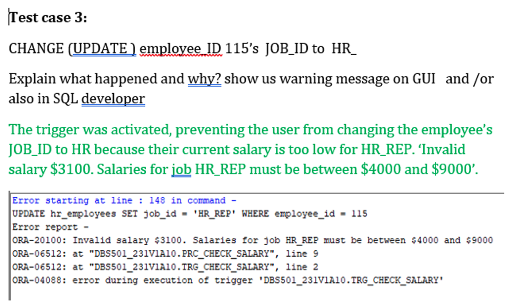 Test case 3:
CHANGE (UPDATE ) employee_ID 115's JOB_ID to HR_
Explain what happened and why? show us warning message on GUI and /or
also in SQL developer
The trigger was activated, preventing the user from changing the employee's
JOB_ID to HR because their current salary is too low for HR_REP. 'Invalid
salary $3100. Salaries for job HR_REP must be between $4000 and $9000'.
Error starting at line : 148 in command -
UPDATE hr_employees SET job_id = 'HR_REP' WHERE employee_id = 115
Error report -
ORA-20100: Invalid salary $3100. Salaries for job HR_REP must be between $4000 and $9000
ORA-06512: at "DBS501_231V1A10.PRC_CHECK_SALARY", line 9
ORA-06512: at "DBS501_231V1A10.TRG_CHECK_SALARY", line 2
ORA-04088: error during execution of trigger 'DBS501_231V1A10.TRG_CHECK_SALARY'